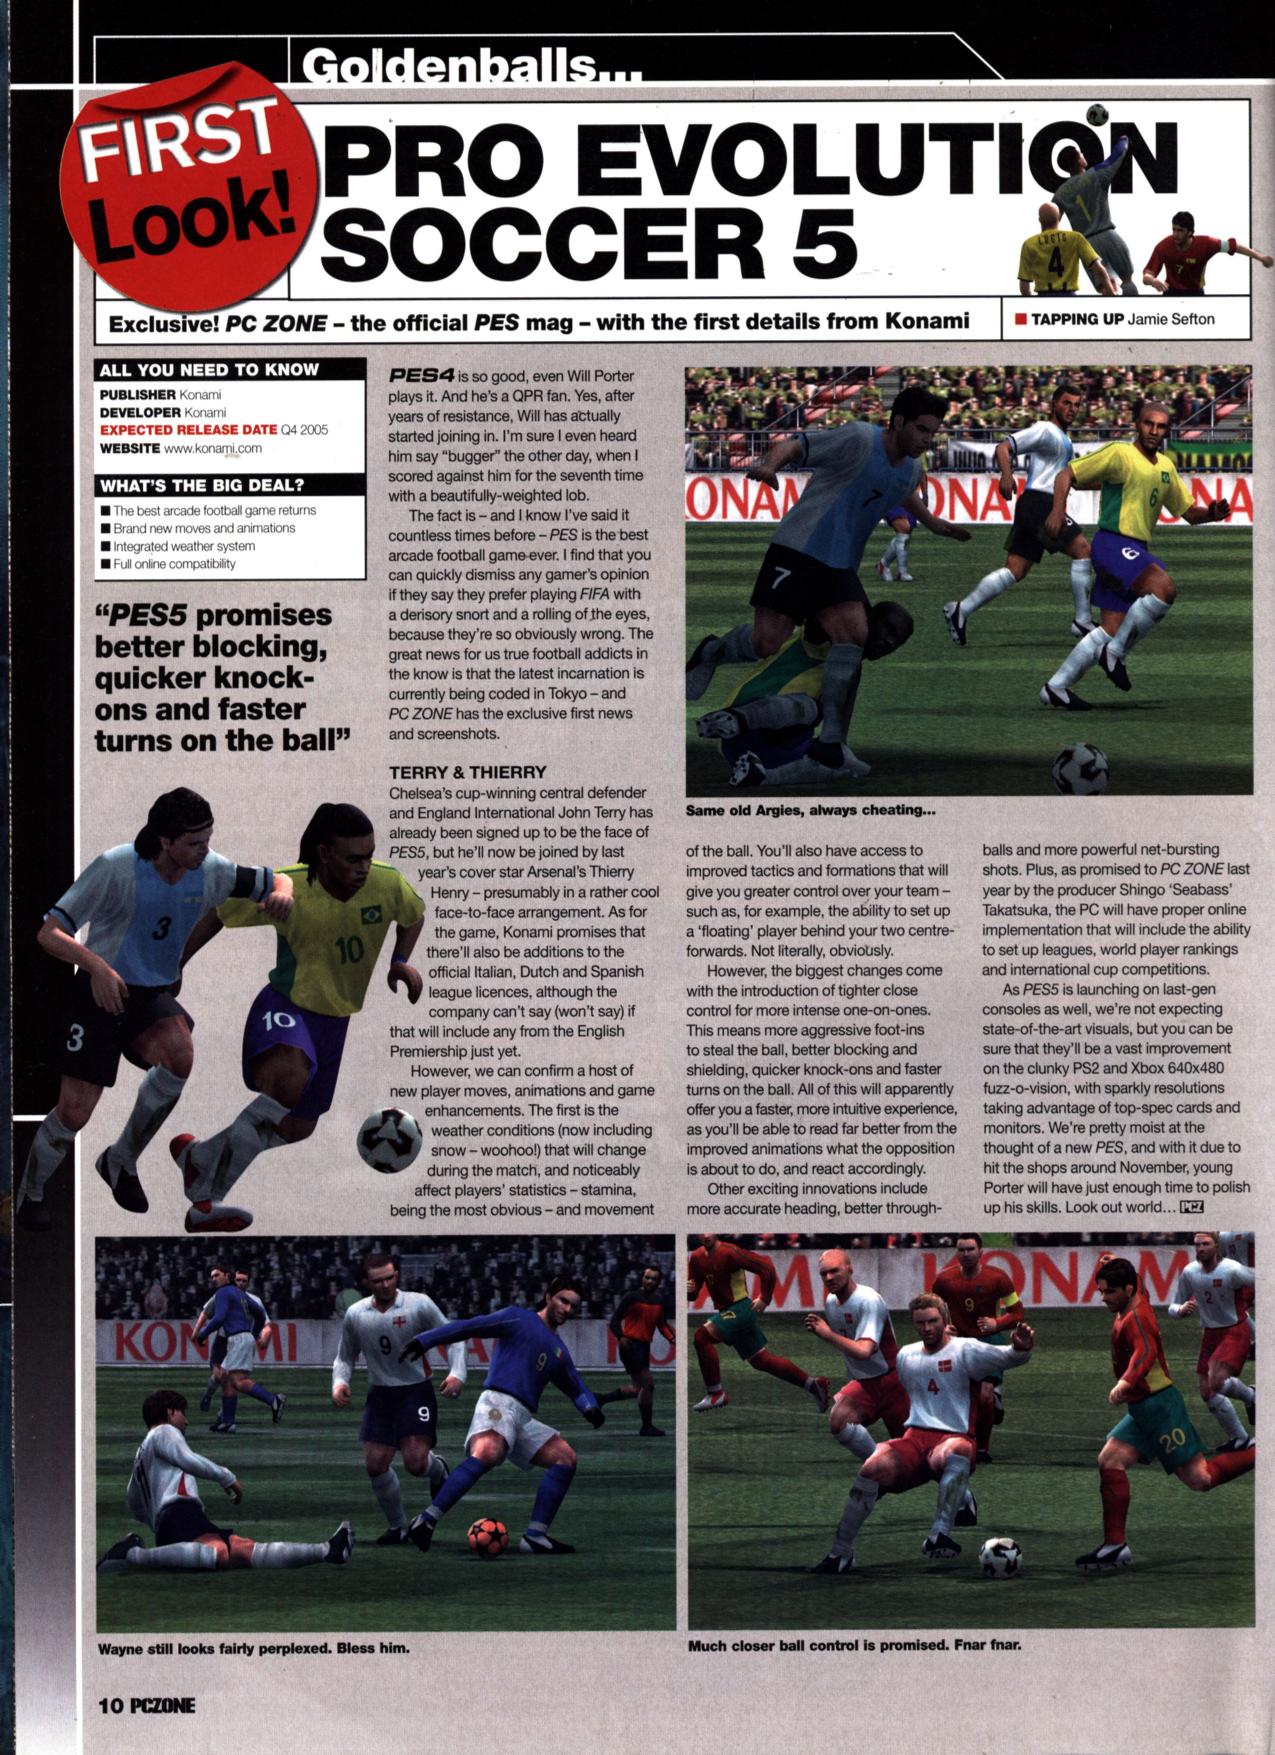 Goldenballs...
FIRST
Look!
PRO EVOLUTION
SOCCER 5
Exclusive! PC ZONE – the official PES mag – with the first details from Konami
■ TAPPING UP Jamie Sefton
ALL YOU NEED TO KNOW
PUBLISHER Konami
DEVELOPER Konami
EXPECTED RELEASE DATE Q4 2005
WEBSITE www.konami.com
WHAT'S THE BIG DEAL?
■ The best arcade football game returns
■ Brand new moves and animations
■ Integrated weather system
■ Full online compatibility
“PES5 promises
better blocking,
quicker knock-
ons and faster
turns on the ball”
PES4 is so good, even Will Porter
plays it. And he's a QPR fan. Yes, after
years of resistance, Will has actually
started joining in. I'm sure I even heard
him say “bugger” the other day, when I
scored against him for the seventh time
with a beautifully-weighted lob.
The fact is – and I know I've said it
countless times before – PES is the best
arcade football game ever. I find that you
can quickly dismiss any gamer's opinion
if they say they prefer playing FIFA with
a derisory snort and a rolling of the eyes,
because they're so obviously wrong. The
great news for us true football addicts in
the know is that the latest incarnation is
currently being coded in Tokyo – and
PC ZONE has the exclusive first news
and screenshots.
TERRY & THIERRY
Chelsea's cup-winning central defender
and England International John Terry has
already been signed up to be the face of
PES5, but he'll now be joined by last
year's cover star Arsenal's Thierry
Henry – presumably in a rather cool
face-to-face arrangement. As for
the game, Konami promises that
there'll also be additions to the
official Italian, Dutch and Spanish
league licences, although the
company can't say (won't say) if
that will include any from the English
Premiership just yet.
However, we can confirm a host of
new player moves, animations and game
enhancements. The first is the
weather conditions (now including
snow – woohoo!) that will change
during the match, and noticeably
affect players' statistics – stamina,
being the most obvious – and movement
Same old Argies, always cheating...
of the ball. You'll also have access to
improved tactics and formations that will
give you greater control over your team –
such as, for example, the ability to set up
a ‘floating’ player behind your two centre-
forwards. Not literally, obviously.
However, the biggest changes come
with the introduction of tighter close
control for more intense one-on-ones.
This means more aggressive foot-ins
to steal the ball, better blocking and
shielding, quicker knock-ons and faster
turns on the ball. All of this will apparently
offer you a faster, more intuitive experience,
as you'll be able to read far better from the
improved animations what the opposition
is about to do, and react accordingly.
Other exciting innovations include
more accurate heading, better through-
balls and more powerful net-bursting
shots. Plus, as promised to PC ZONE last
year by the producer Shingo ‘Seabass’
Takatsuka, the PC will have proper online
implementation that will include the ability
to set up leagues, world player rankings
and international cup competitions.
As PES5 is launching on last-gen
consoles as well, we're not expecting
state-of-the-art visuals, but you can be
sure that they'll be a vast improvement
on the clunky PS2 and Xbox 640x480
fuzz-o-vision, with sparkly resolutions
taking advantage of top-spec cards and
monitors. We're pretty moist at the
thought of a new PES, and with it due to
hit the shops around November, young
Porter will have just enough time to polish
up his skills. Look out world... PCZ
3
3
10
10
7
7
6
6
KONAMI
9
9
9
KONAMI
4
9
20
2
Wayne still looks fairly perplexed. Bless him.
Much closer ball control is promised. Fnar fnar.
10 PCZONE